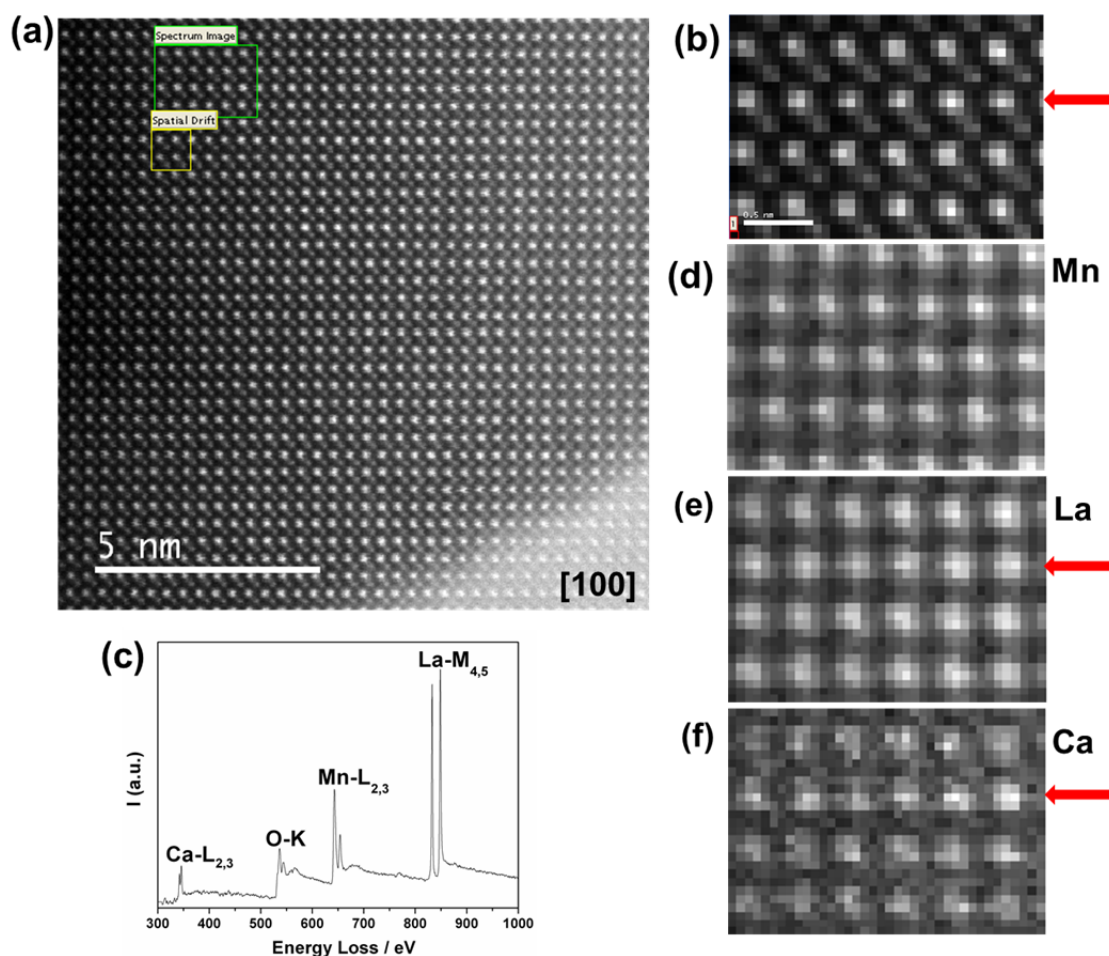 (a)
Spectrum Image
Spatial Drift
5 nm
[100]
(b)
0.5 nm
1
(d)
Mn
(e)
La
(f)
Ca
(c)
La-M4,5
Mn-L2,3
O-K
Ca-L2,3
I (a.u.)
300 400 500 600 700 800 900 1000
Energy Loss / eV